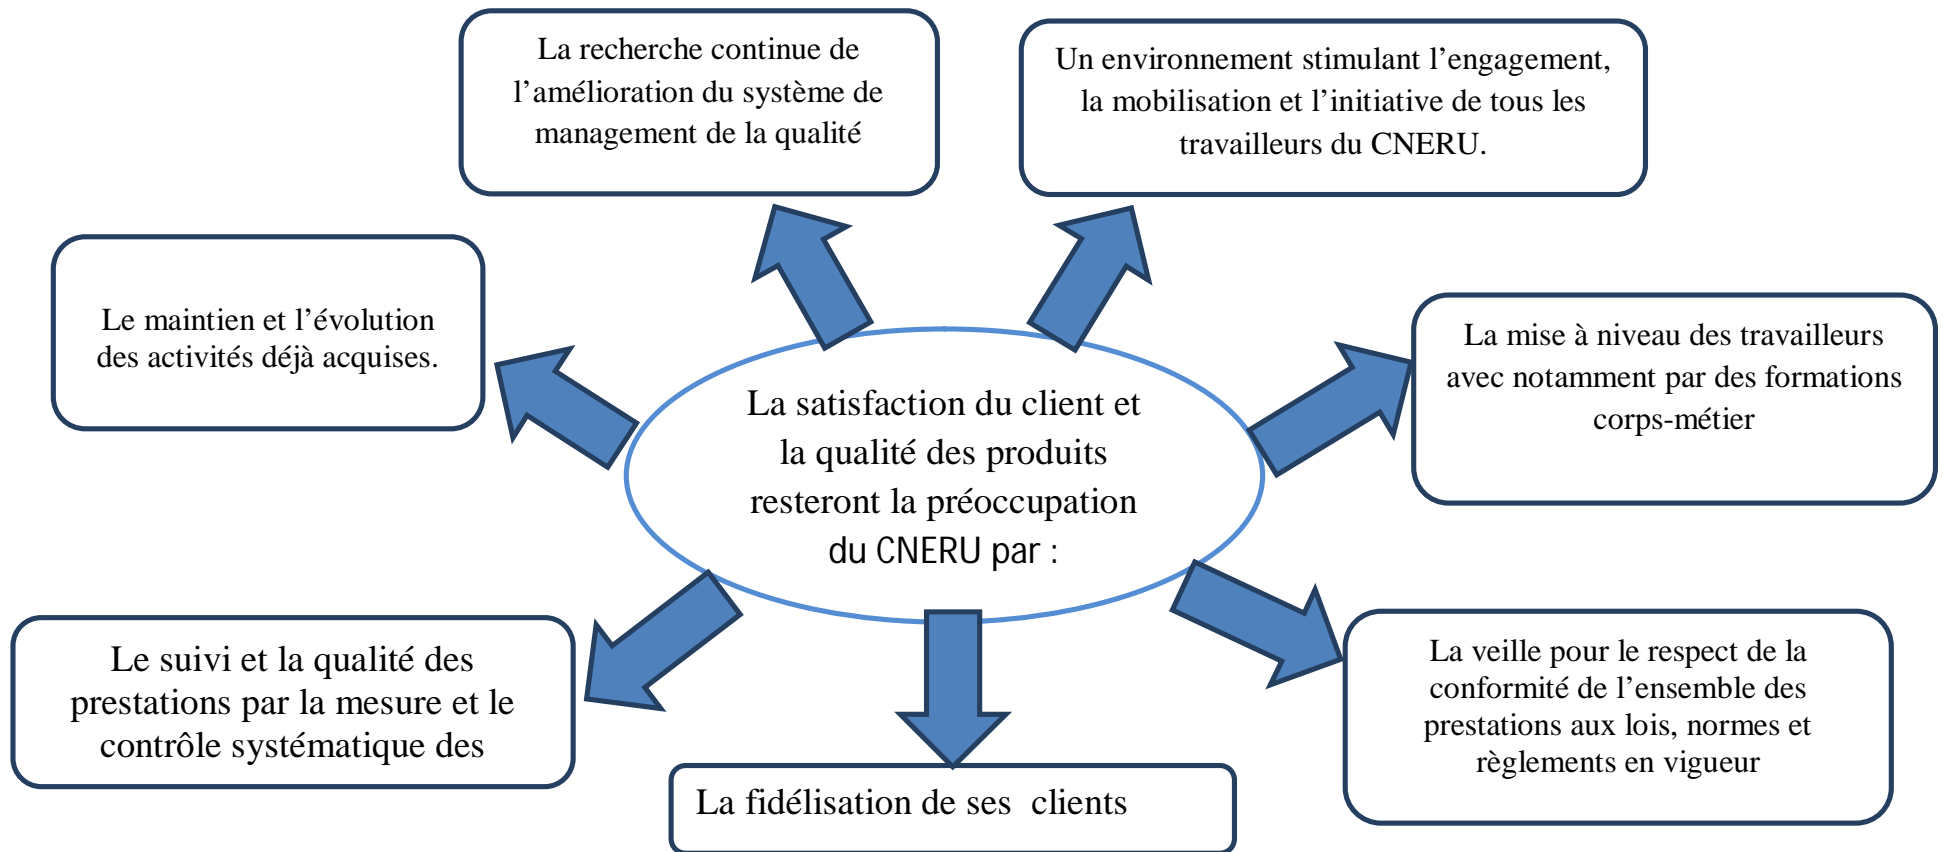 La recherche continue de
l’amélioration du système de
management de la qualité
Un environnement stimulant l’engagement,
la mobilisation et l’initiative de tous les
travailleurs du CNERU.
Le maintien et l’évolution
des activités déjà acquises.
La mise à niveau des travailleurs
avec notamment par des formations
corps-métier
La satisfaction du client et
la qualité des produits
resteront la préoccupation
du CNERU par :
Le suivi et la qualité des
prestations par la mesure et le
contrôle systématique des
La veille pour le respect de la
conformité de l’ensemble des
prestations aux lois, normes et
règlements en vigueur
La fidélisation de ses clients